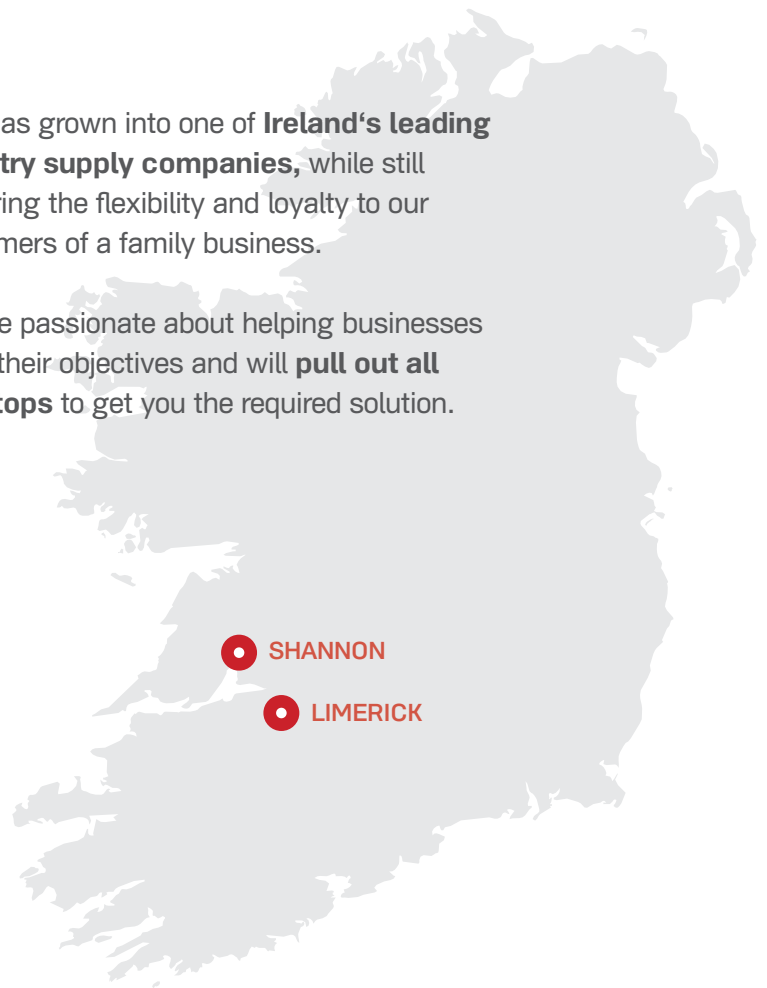 as grown into one of Ireland‘s leading
try supply companies, while still
ring the flexibility and loyalty to our
mers of a family business.
e passionate about helping businesses
their objectives and will pull out all
tops to get you the required solution.
SHANNON
LIMERICK